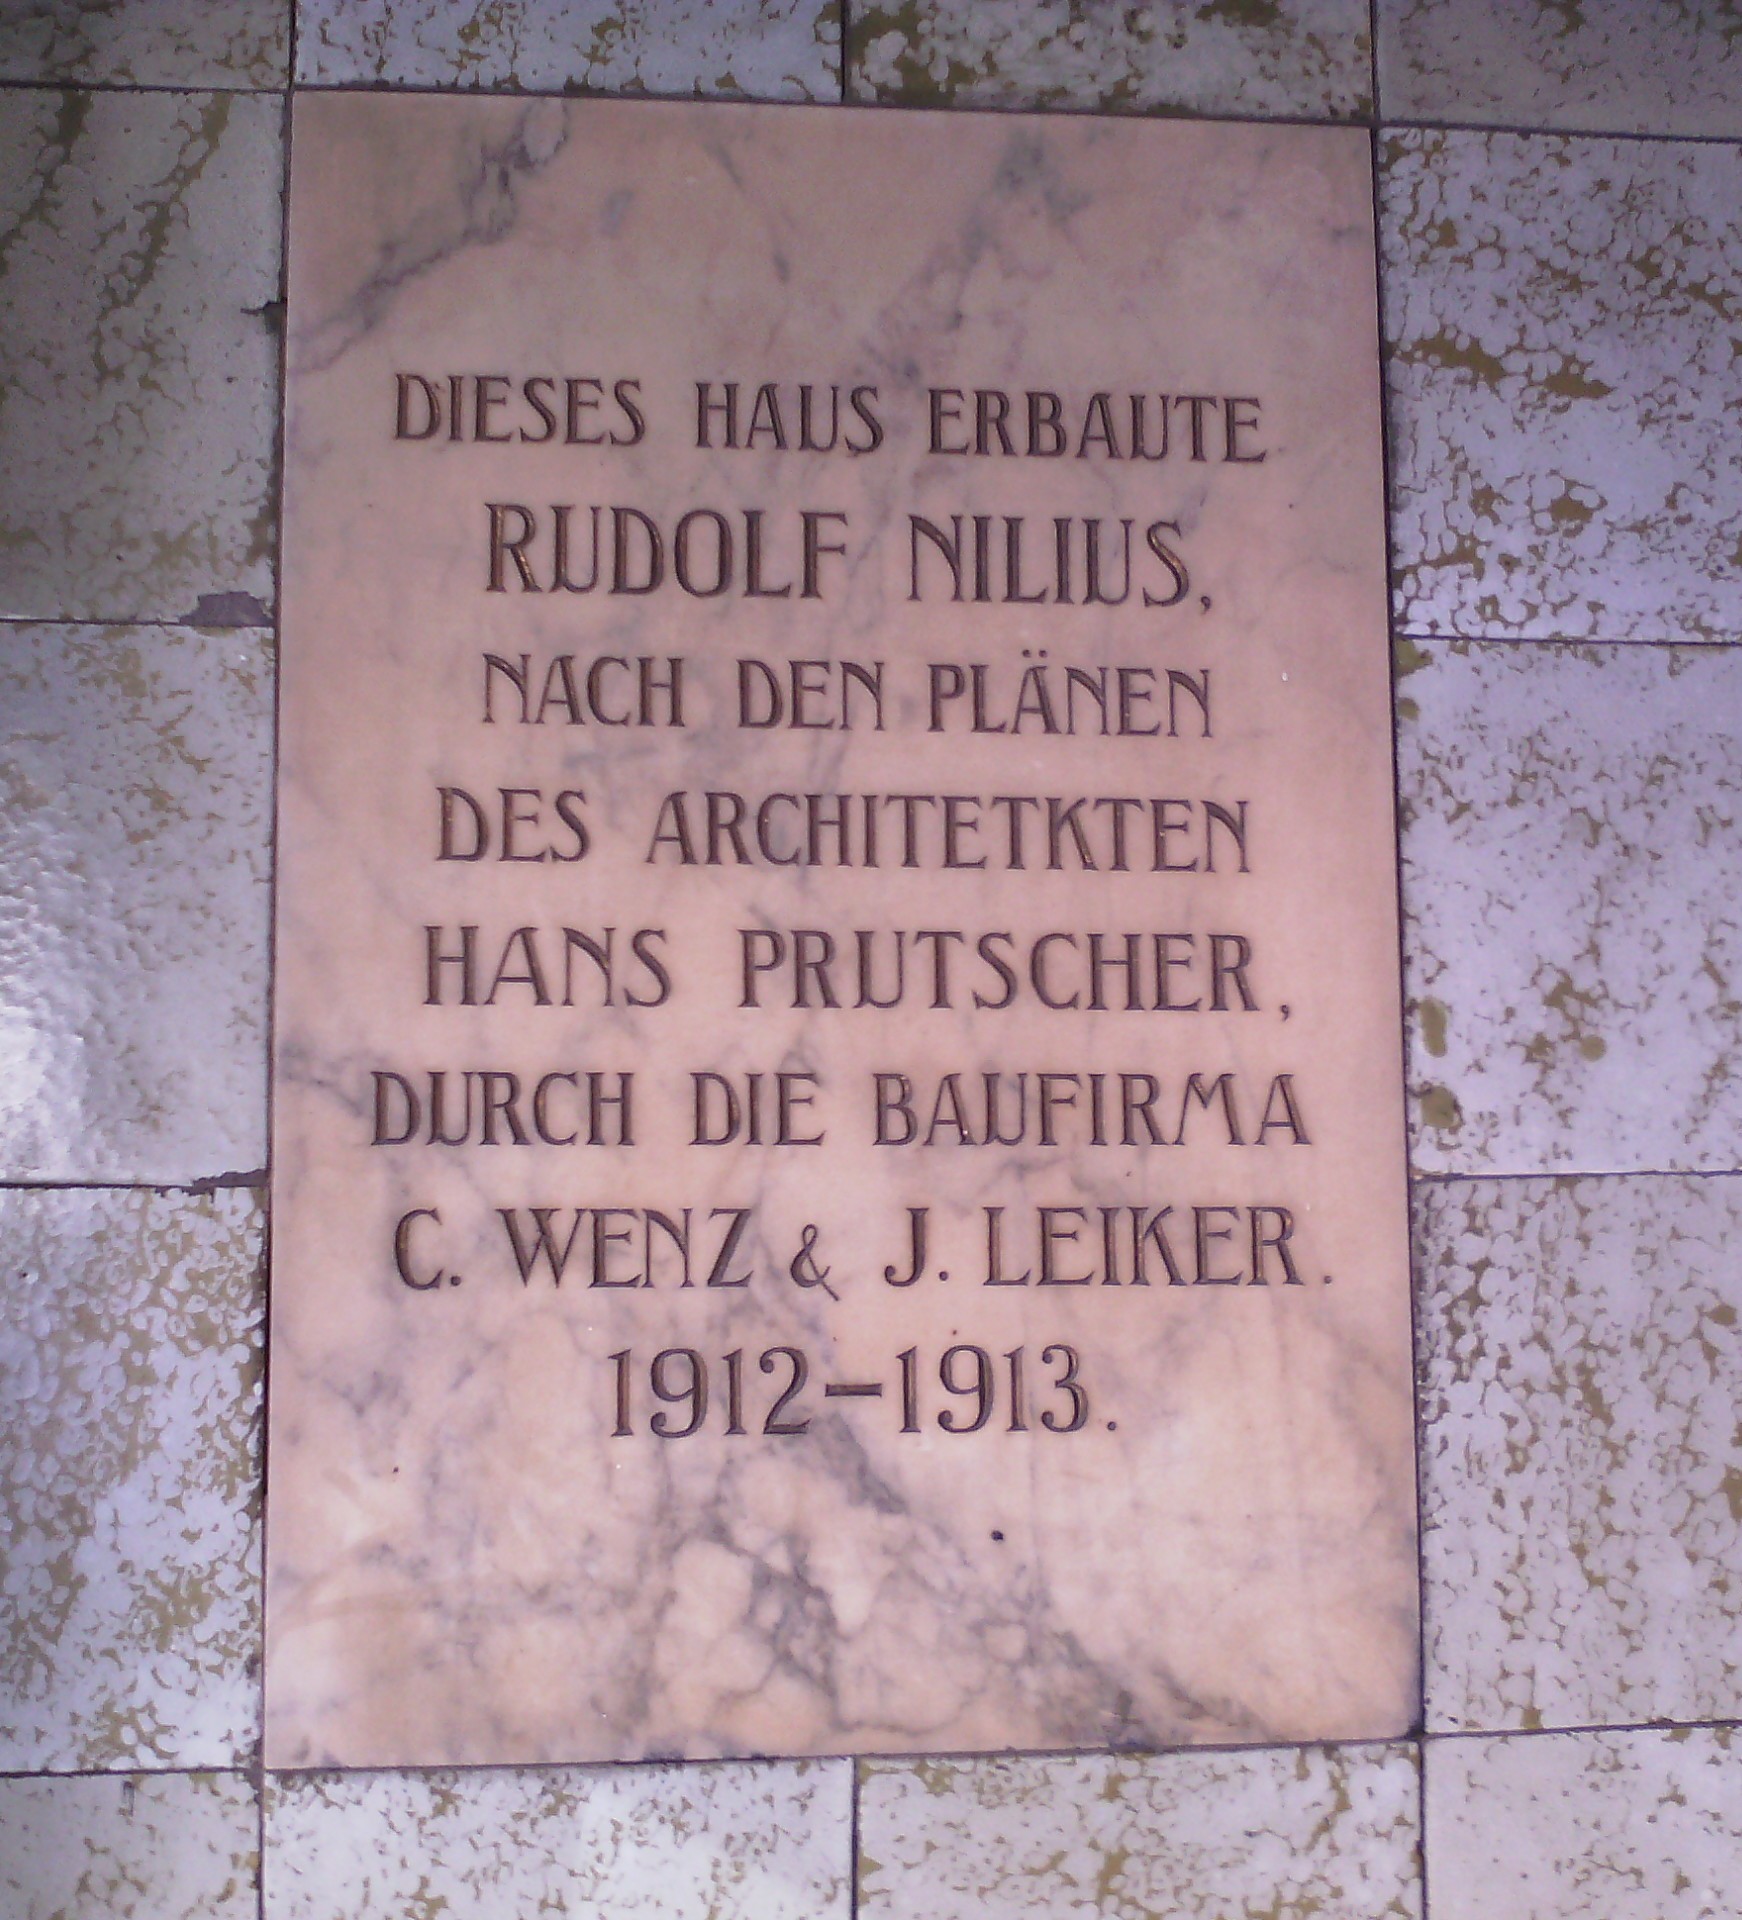 DIESES HAUS ERBAUTE
RUDOLF NILIUS,
NACH DEN PLÄNEN
DES ARCHITETKTEN
HANS PRUTSCHER,
DURCH DIE BAUFIRMA
C. WENZ & J. LEIKER.
1912–1913.